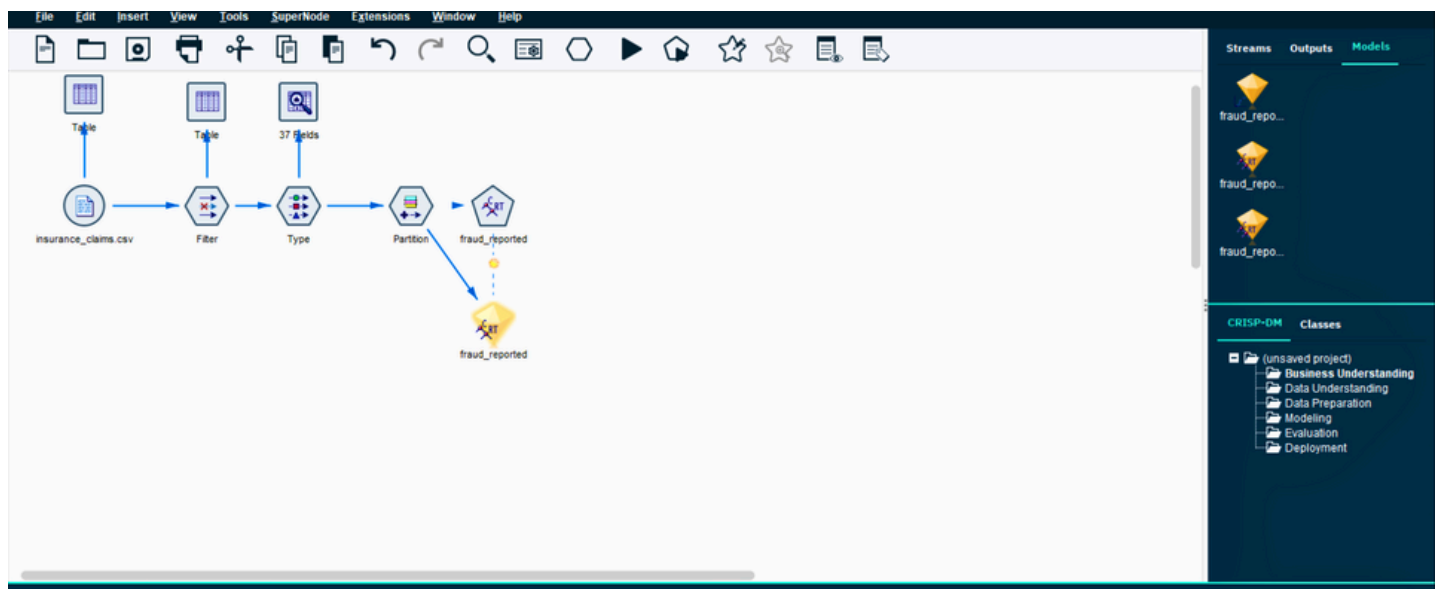 File Edit Insert View Tools SuperNode Extensions Window Help
Streams Outputs Models
Table
Table
37 Fields
insurance_claims.csv
Filter
Type
Partition
fraud_reported
fraud_reported
fraud_repo...
fraud_repo...
fraud_repo...
CRISP-DM Classes
(unsaved project)
Business Understanding
Data Understanding
Data Preparation
Modeling
Evaluation
Deployment